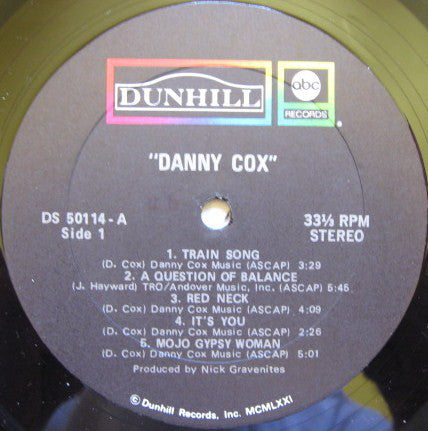 DUNHILL
abc
RECORDS
"DANNY COX"
DS 50114-A
Side 1
33⅓ RPM
STEREO
1. TRAIN SONG
(D. Cox) Danny Cox Music (ASCAP) 3:29
2. A QUESTION OF BALANCE
(J. Hayward) TRO/Andover Music, Inc. (ASCAP) 5:45
3. RED NECK
(D. Cox) Danny Cox Music (ASCAP) 4:09
4. IT'S YOU
(D. Cox) Danny Cox Music (ASCAP) 2:26
5. MOJO GYPSY WOMAN
(D. Cox) Danny Cox Music (ASCAP) 5:01
Produced by Nick Gravenites
© Dunhill Records, Inc. MCMLXXI